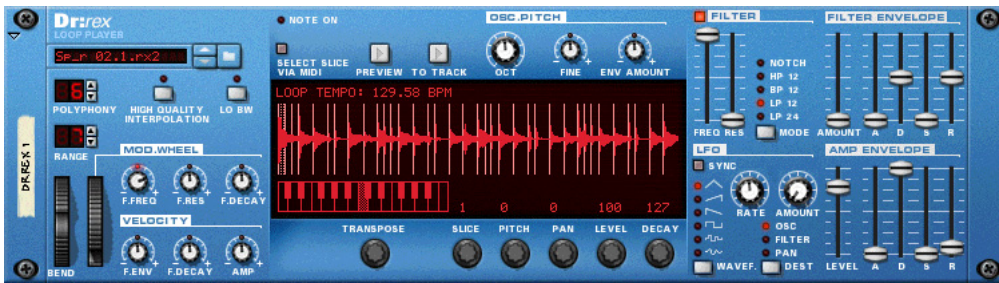 Dr:rex
LOOP PLAYER
Se_r 02.1.rx2
6
POLYPHONY
HIGH QUALITY
INTERPOLATION
LO BW
7
RANGE
DR.REX 1
MOD.WHEEL
F.FREQ
F.RES
F.DECAY
VELOCITY
F.ENV
F.DECAY
AMP
BEND
NOTE ON
SELECT SLICE
VIA MIDI
PREVIEW
TO TRACK
OSC.PITCH
OCT
FINE
ENV AMOUNT
LOOP TEMPO: 129.58 BPM
1 0 0 100 127
TRANSPOSE
SLICE
PITCH
PAN
LEVEL
DECAY
FILTER
FREQ
RES
NOTCH
HP 12
BP 12
LP 12
LP 24
MODE
FILTER ENVELOPE
AMOUNT
A
D
S
R
LFO
SYNC
RATE
AMOUNT
OSC
FILTER
PAN
WAVEF.
DEST
AMP ENVELOPE
LEVEL
A
D
S
R